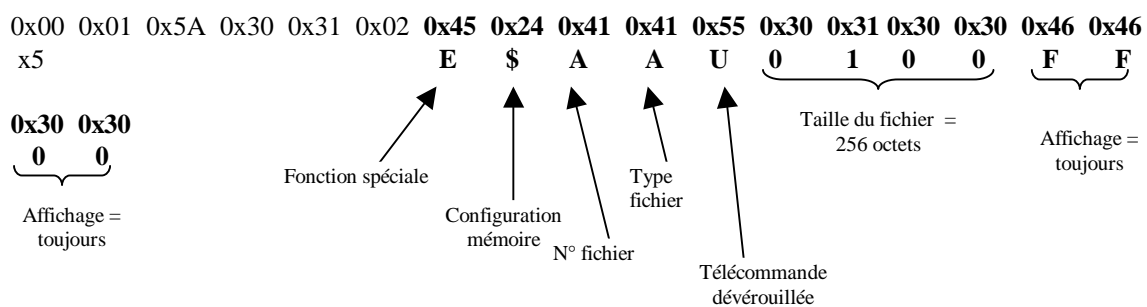 0x00 0x01 0x5A 0x30 0x31 0x02 0x45 0x24 0x41 0x41 0x55 0x30 0x31 0x30 0x30 0x46 0x46
x5 E $ A A U 0 1 0 0 F F
Taille du fichier =
256 octets
Affichage =
toujours
0x30 0x30
0 0
Affichage =
toujours
Fonction spéciale
Configuration
mémoire
N° fichier
Type
fichier
Télécommande
dévérouillée